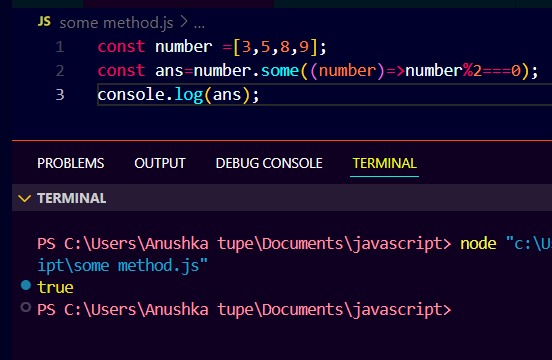 JS some method.js > ...
1 const number =[3,5,8,9];
2 const ans=number.some((number)=>number%2===0);
3 console.log(ans);
PROBLEMS OUTPUT DEBUG CONSOLE TERMINAL
TERMINAL
PS C:\Users\Anushka tupe\Documents\javascript> node "c:\U
ipt\some method.js"
true
PS C:\Users\Anushka tupe\Documents\javascript>